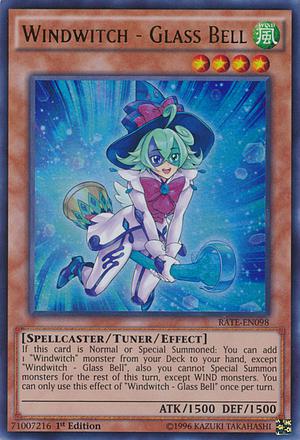 Windwitch - Glass Bell
WIND
風
RATE-EN098
[Spellcaster/Tuner/Effect]
If this card is Normal or Special Summoned: You can add
1 "Windwitch" monster from your Deck to your hand, except
"Windwitch - Glass Bell", also you cannot Special Summon
monsters for the rest of this turn, except WIND monsters. You
can only use this effect of "Windwitch - Glass Bell" once per turn.
ATK/1500 DEF/1500
71007216 1st Edition ©1996 KAZUKI TAKAHASHI